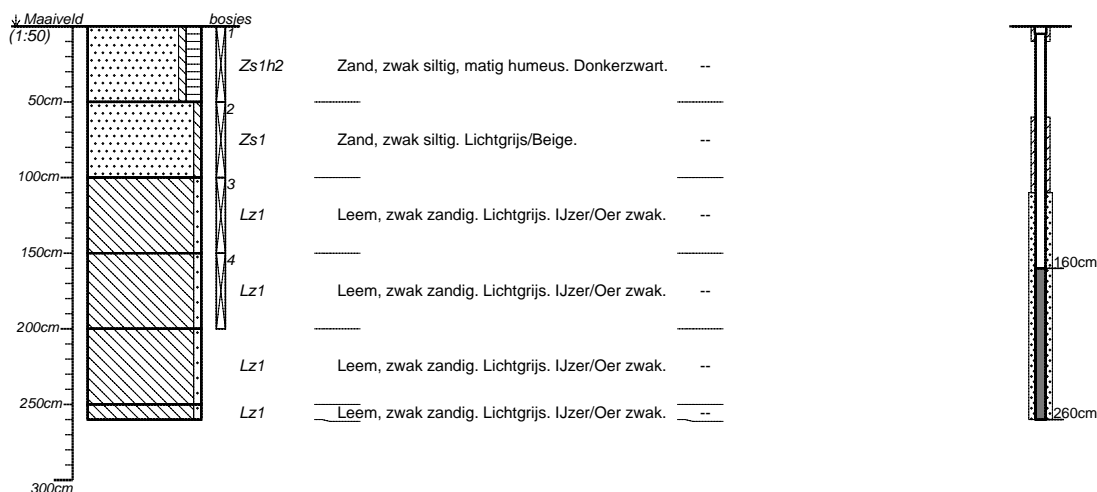 Maaiveld bosjes
(1:50)
1
Zs1h2 Zand, zwak siltig, matig humeus. Donkerzwart. --
50cm
2
Zs1 Zand, zwak siltig. Lichtgrijs/Beige. --
100cm
3
Lz1 Leem, zwak zandig. Lichtgrijs. IJzer/Oer zwak. --
150cm
4
160cm
Lz1 Leem, zwak zandig. Lichtgrijs. IJzer/Oer zwak. --
200cm
Lz1 Leem, zwak zandig. Lichtgrijs. IJzer/Oer zwak. --
250cm
Lz1 Leem, zwak zandig. Lichtgrijs. IJzer/Oer zwak. --
260cm
300cm